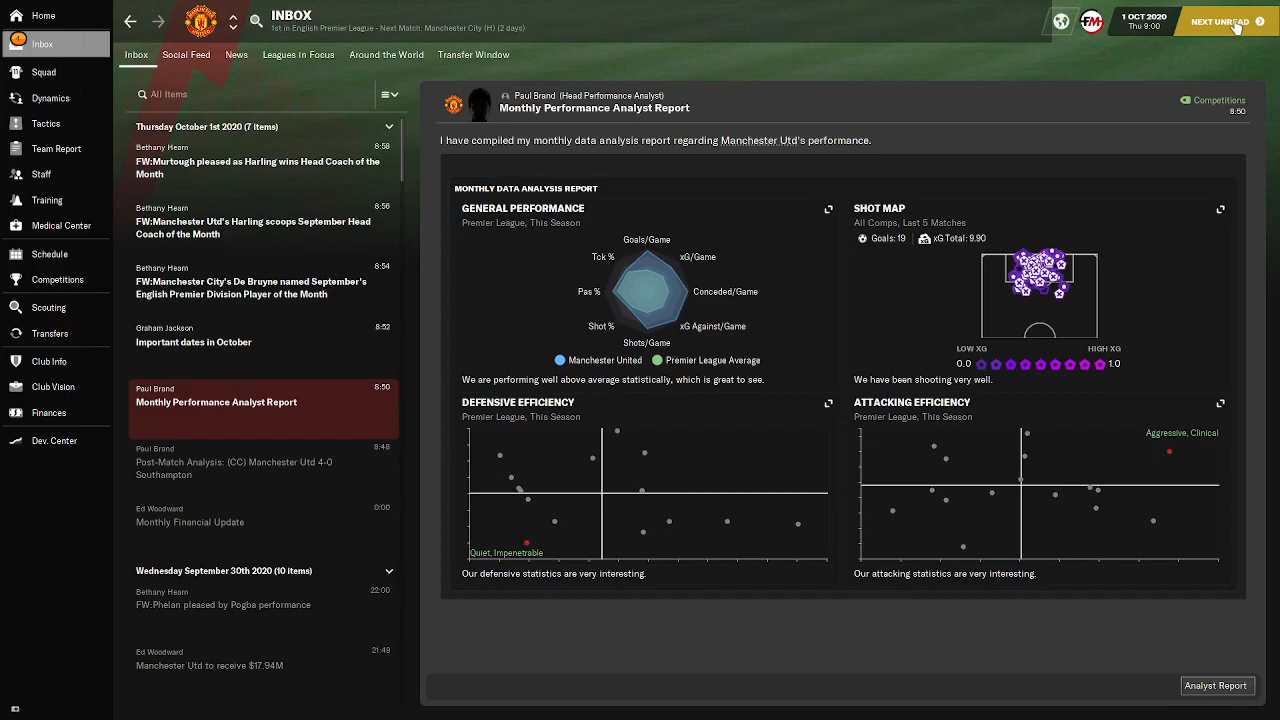 Home
Inbox
Squad
Dynamics
Tactics
Team Report
Staff
Training
Medical Center
Schedule
Competitions
Scouting
Transfers
Club Info
Club Vision
Finances
Dev. Center
INBOX
1st in English Premier League - Next Match: Manchester City (H) (2 days)
FM
1 OCT 2020
Thu 9:00
NEXT UNREAD
Inbox Social Feed News Leagues In Focus Around the World Transfer Window
All Items
Thursday October 1st 2020 (7 items)
Bethany Hearn 8:58
FW:Murtough pleased as Harling wins Head Coach of the
Month
Bethany Hearn 8:56
FW:Manchester Utd's Harling scoops September Head
Coach of the Month
Bethany Hearn 8:54
FW:Manchester City's De Bruyne named September's
English Premier Division Player of the Month
Graham Jackson 8:52
Important dates in October
Paul Brand 8:50
Monthly Performance Analyst Report
Paul Brand 8:48
Post-Match Analysis: (CC) Manchester Utd 4-0
Southampton
Ed Woodward 0:00
Monthly Financial Update
Wednesday September 30th 2020 (10 items)
Bethany Hearn 22:00
FW:Phelan pleased by Pogba performance
Ed Woodward 21:49
Manchester Utd to receive $17.94M
Paul Brand (Head Performance Analyst)
Monthly Performance Analyst Report
Competitions
8:50
I have compiled my monthly data analysis report regarding Manchester Utd's performance.
MONTHLY DATA ANALYSIS REPORT
GENERAL PERFORMANCE
Premier League, This Season
Goals/Game
Tck % xG/Game
Pas % Conceded/Game
Shot % xG Against/Game
Shots/Game
Manchester United Premier League Average
We are performing well above average statistically, which is great to see.
SHOT MAP
All Comps, Last 5 Matches
Goals: 19 xG Total: 9.90
LOW XG HIGH XG
0.0 1.0
We have been shooting very well.
DEFENSIVE EFFICIENCY
Premier League, This Season
Quiet, Impenetrable
Our defensive statistics are very interesting.
ATTACKING EFFICIENCY
Premier League, This Season
Aggressive, Clinical
Our attacking statistics are very interesting.
Analyst Report